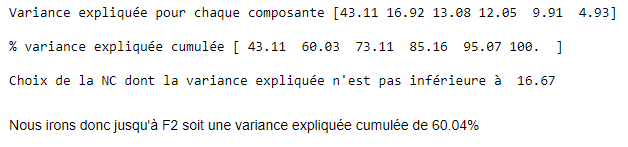 Variance expliquée pour chaque composante [43.11 16.92 13.08 12.05  9.91  4.93]
% variance expliquée cumulée [ 43.11  60.03  73.11  85.16  95.07 100.  ]
Choix de la NC dont la variance expliquée n'est pas inférieure à  16.67
Nous irons donc jusqu'à F2 soit une variance expliquée cumulée de 60.04%